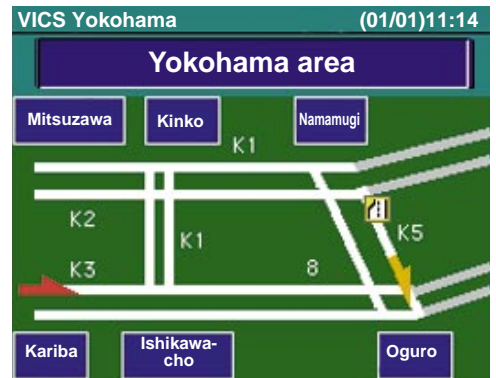 VICS Yokohama (01/01)11:14
Yokohama area
Mitsuzawa Kinko Namamugi
K1
K2 K1 K5
K3 8
Kariba Ishikawa-
cho Oguro